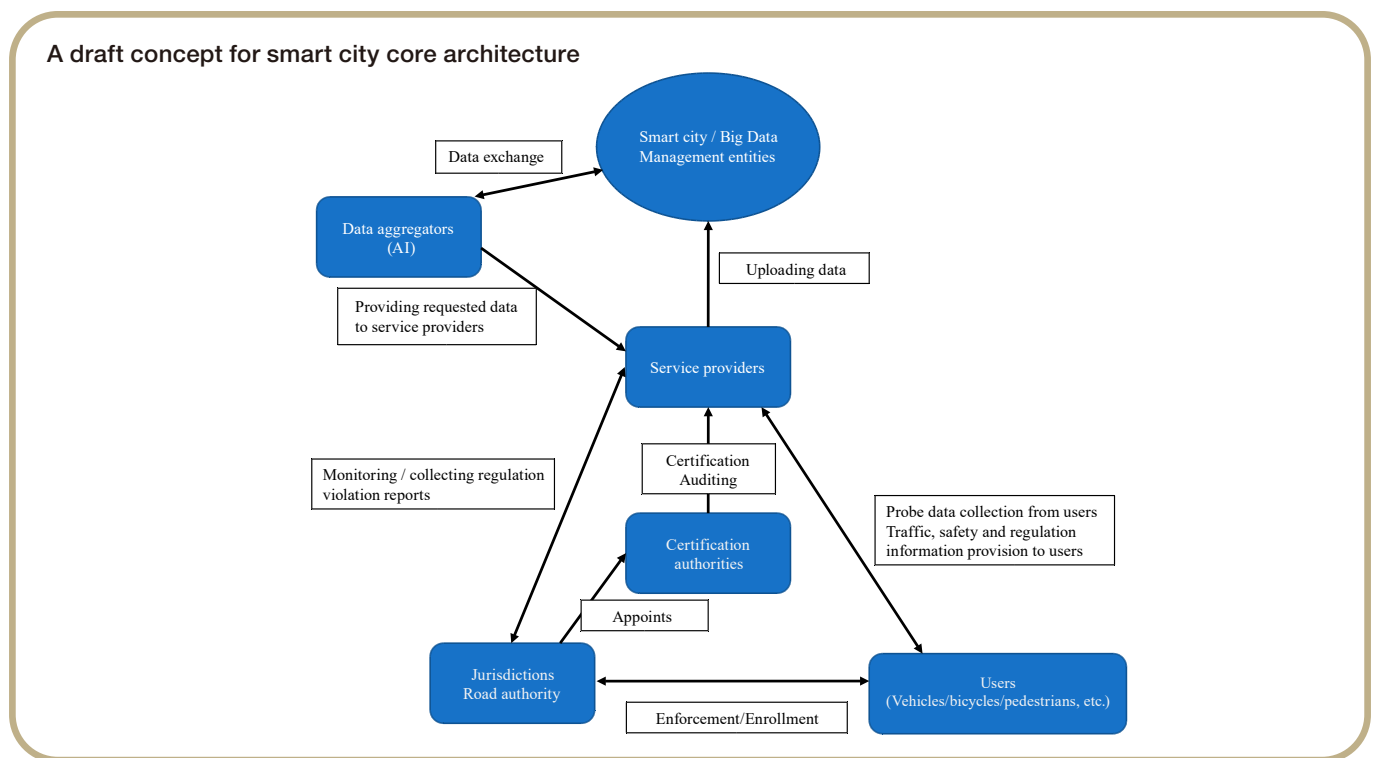 A draft concept for smart city core architecture
Smart city / Big Data
Management entities
Data exchange
Data aggregators
(AI)
Uploading data
Providing requested data
to service providers
Service providers
Certification
Auditing
Monitoring / collecting regulation
violation reports
Probe data collection from users
Traffic, safety and regulation
information provision to users
Certification
authorities
Appoints
Jurisdictions
Road authority
Users
(Vehicles/bicycles/pedestrians, etc.)
Enforcement/Enrollment